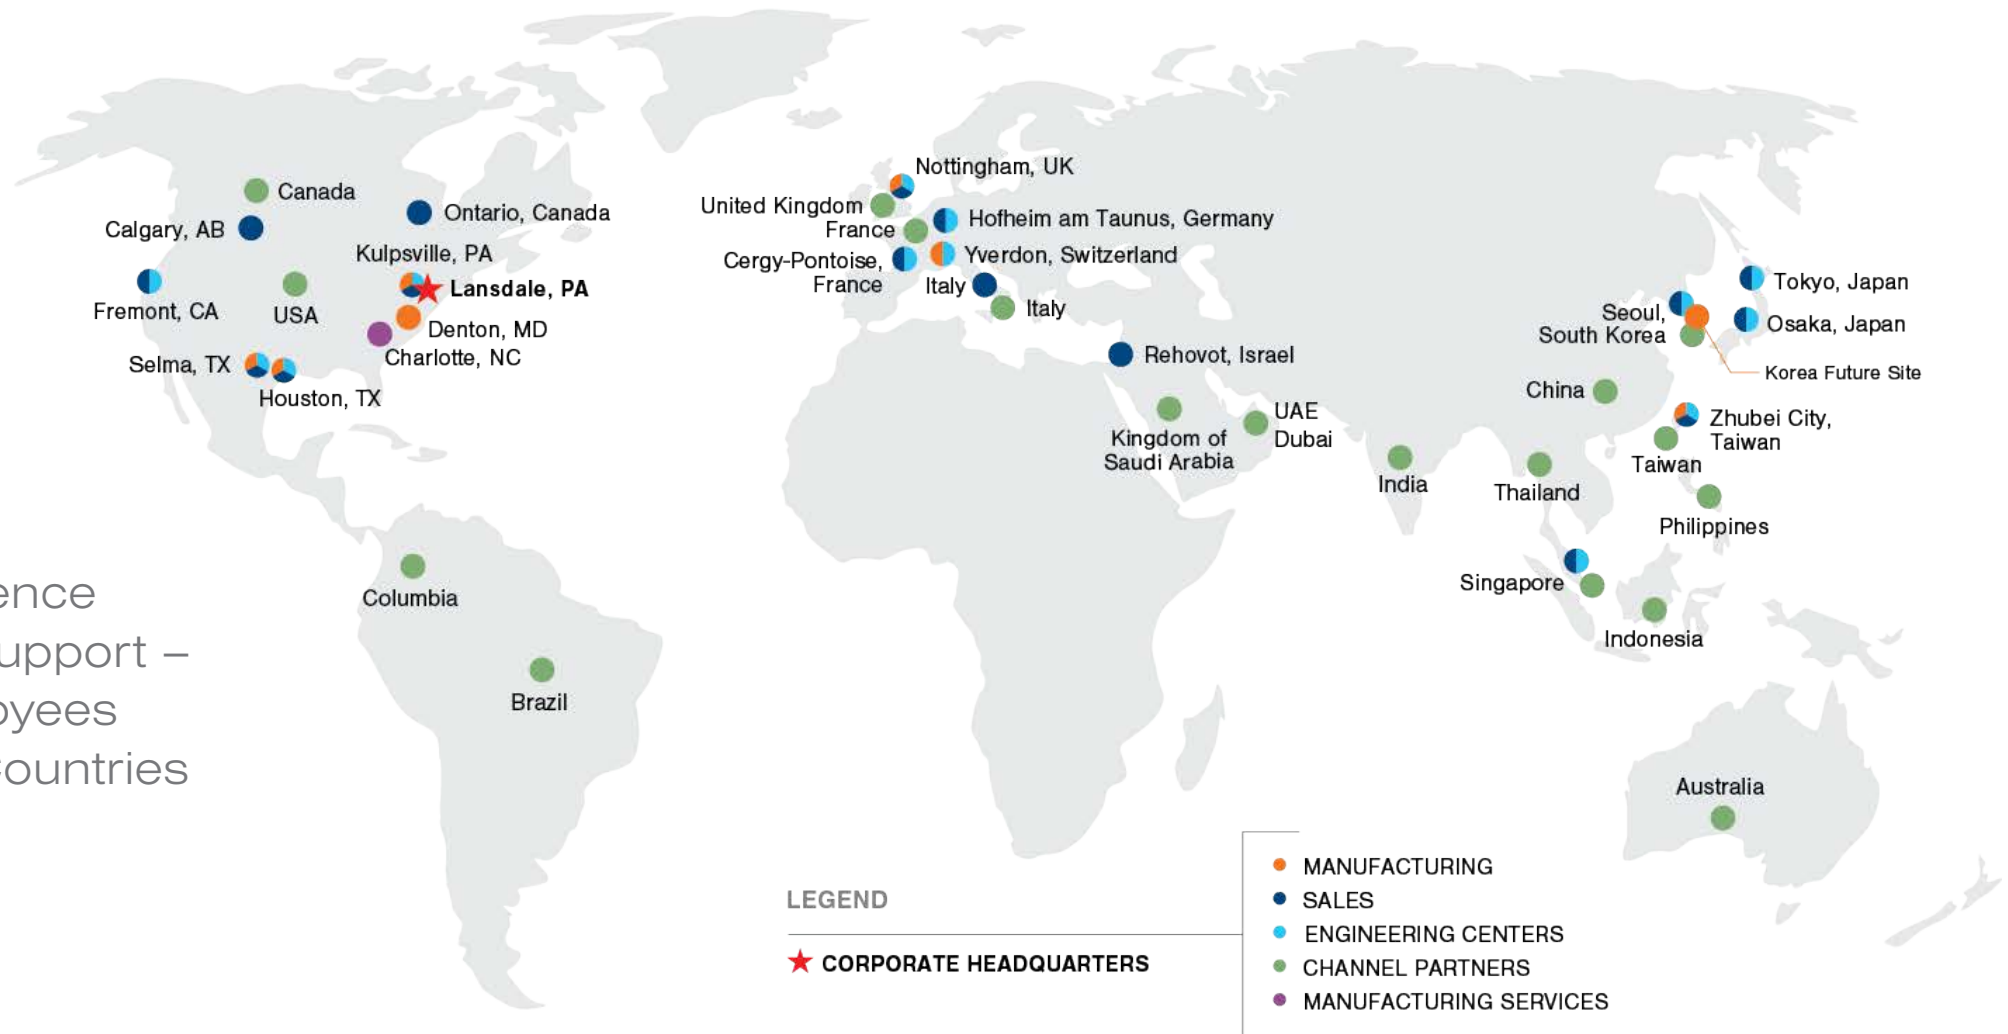 Canada
Calgary, AB
Ontario, Canada
Kulpsville, PA
Lansdale, PA
Fremont, CA
USA
Denton, MD
Charlotte, NC
Selma, TX
Houston, TX
Columbia
Brazil
Nottingham, UK
United Kingdom
France
Hofheim am Taunus, Germany
Cergy-Pontoise,
France
Yverdon, Switzerland
Italy
Italy
Rehovot, Israel
Kingdom of
Saudi Arabia
UAE
Dubai
India
Tokyo, Japan
Seoul,
South Korea
Osaka, Japan
Korea Future Site
China
Zhubei City,
Taiwan
Taiwan
Thailand
Philippines
Singapore
Indonesia
Australia
ence
upport –
oyees
ountries
LEGEND
CORPORATE HEADQUARTERS
MANUFACTURING
SALES
ENGINEERING CENTERS
CHANNEL PARTNERS
MANUFACTURING SERVICES